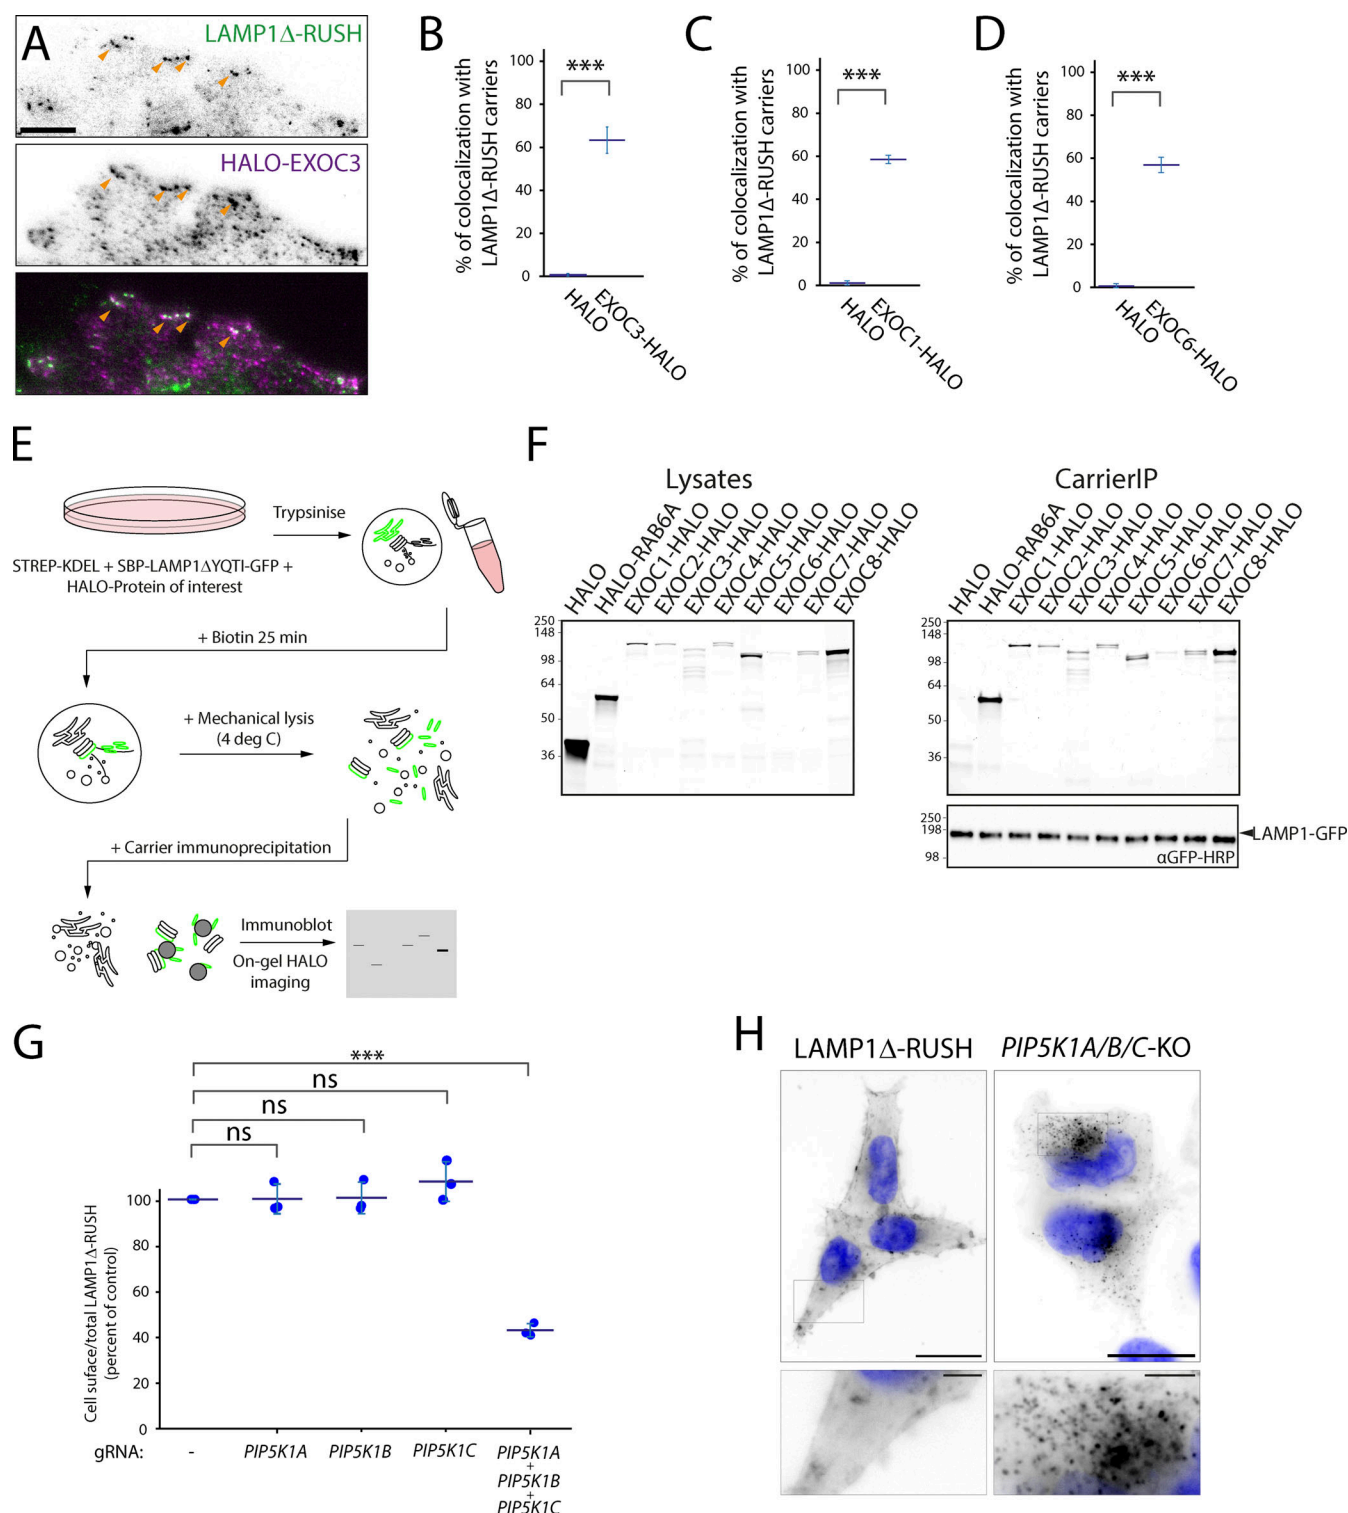 A
LAMP1Δ-RUSH
HALO-EXOC3
B
% of colocalization with
LAMP1Δ-RUSH carriers
100
80
60
40
20
0
***
HALO
EXOC3-HALO
C
% of colocalization with
LAMP1Δ-RUSH carriers
100
80
60
40
20
0
***
HALO
EXOC1-HALO
D
% of colocalization with
LAMP1Δ-RUSH carriers
100
80
60
40
20
0
***
HALO
EXOC6-HALO
E
Trypsinise
STREP-KDEL + SBP-LAMP1ΔYQTI-GFP +
HALO-Protein of interest
+ Biotin 25 min
+ Mechanical lysis
(4 deg C)
+ Carrier immunoprecipitation
Immunoblot
On-gel HALO
imaging
F
Lysates
HALO
HALO-RAB6A
EXOC1-HALO
EXOC2-HALO
EXOC3-HALO
EXOC4-HALO
EXOC5-HALO
EXOC6-HALO
EXOC7-HALO
EXOC8-HALO
250
148
98
64
50
36
CarrierIP
HALO
HALO-RAB6A
EXOC1-HALO
EXOC2-HALO
EXOC3-HALO
EXOC4-HALO
EXOC5-HALO
EXOC6-HALO
EXOC7-HALO
EXOC8-HALO
250
148
98
64
50
36
250
198
98
LAMP1-GFP
αGFP-HRP
G
***
ns
ns
ns
Cell suface/total LAMP1Δ-RUSH
(percent of control)
100
80
60
40
20
0
gRNA:
-
PIP5K1A
PIP5K1B
PIP5K1C
PIP5K1A
+
PIP5K1B
+
PIP5K1C
H
LAMP1Δ-RUSH
PIP5K1A/B/C-KO